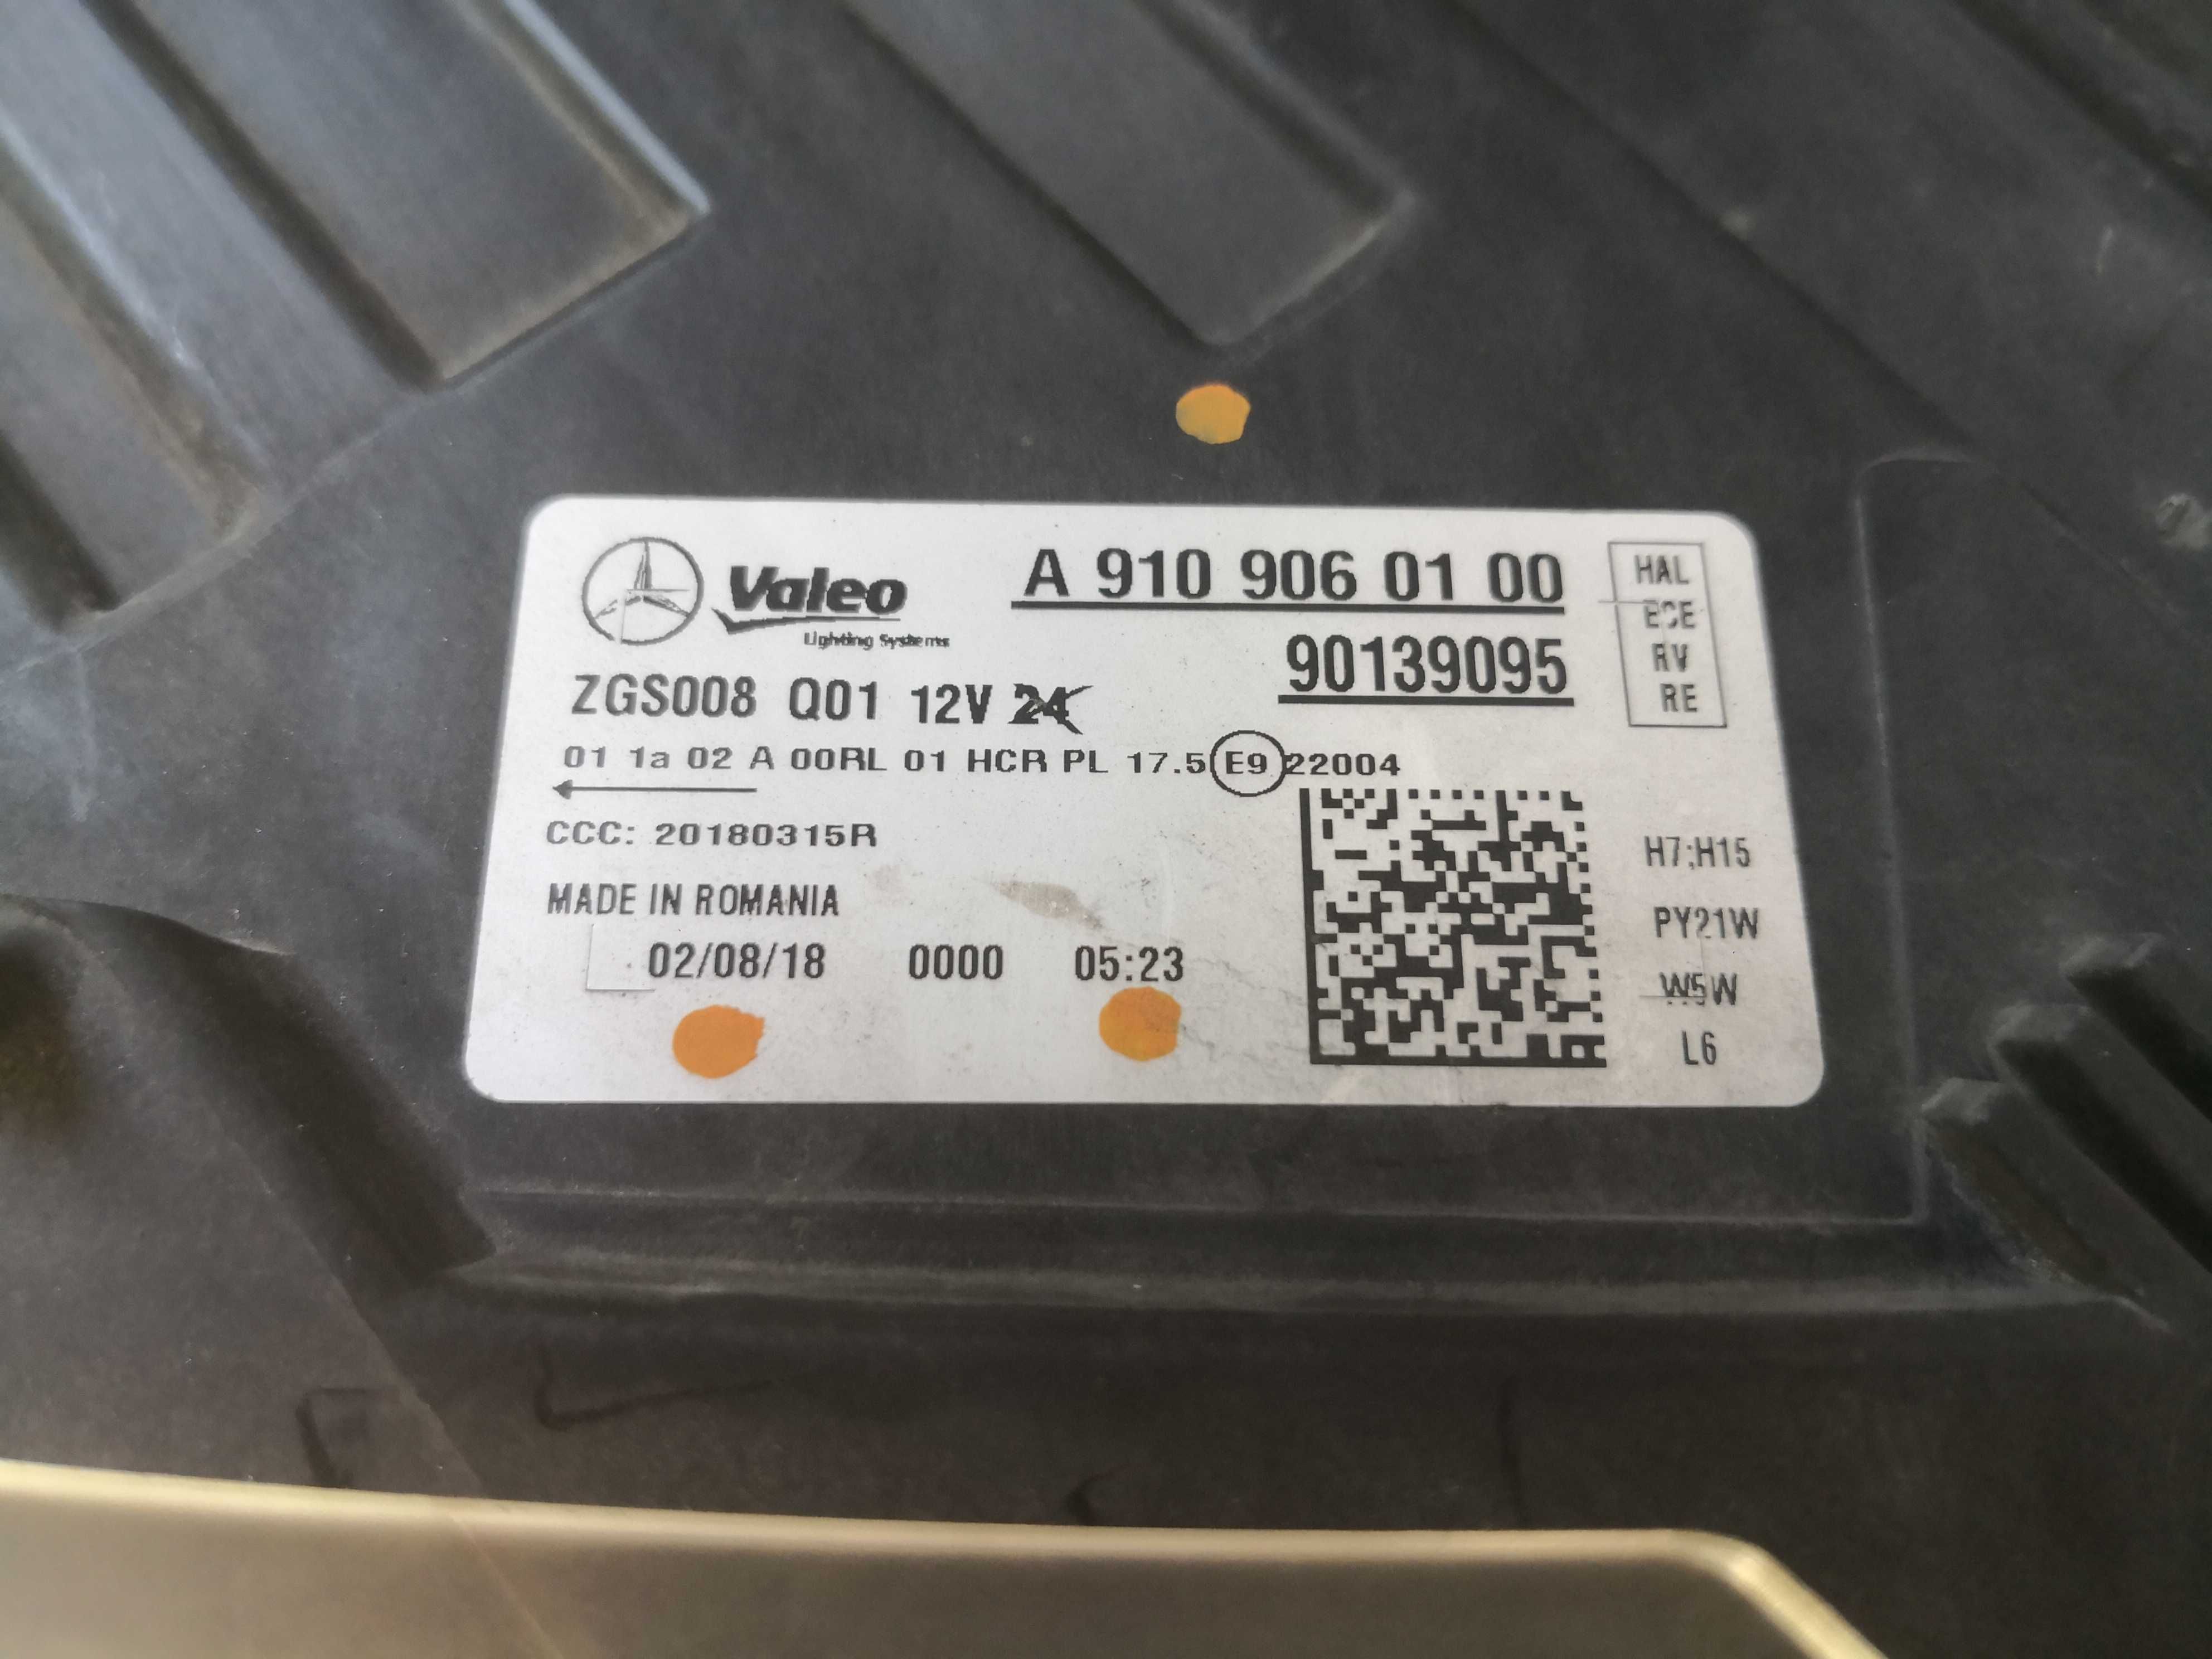 Valeo
Lighting Systems
A 910 906 01 00
90139095
HAL
ECE
RV
RE
ZGS008 Q01 12V 24
01 1a 02 A 00RL 01 HCR PL 17.5 E9 22004
CCC: 20180315R
MADE IN ROMANIA
02/08/18 0000 05:23
H7;H15
PY21W
W5W
L6